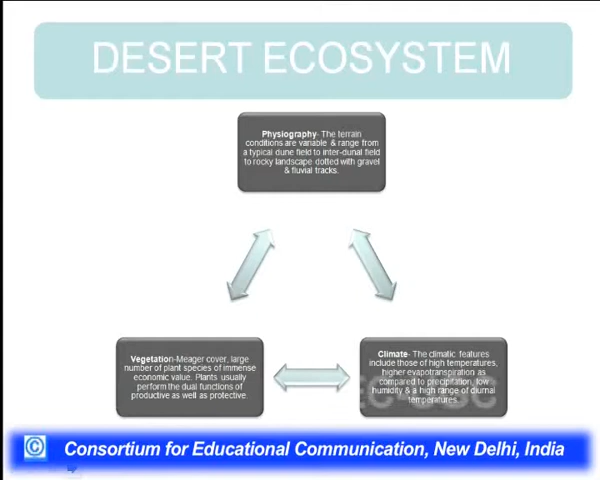 DESERT ECOSYSTEM
Physiography- The terrain
conditions are variable & range from
a typical dune field to inter-dunal field
to rocky landscape dotted with gravel
& fluvial tracks.
Vegetation-Meager cover, large
number of plant species of immense
economic value. Plants usually
perform the dual functions of
productive as well as protective.
Climate- The climatic features
include those of high temperatures,
higher evapotranspiration as
compared to precipitation, low
humidity & a high range of diurnal
temperatures.
© Consortium for Educational Communication, New Delhi, India